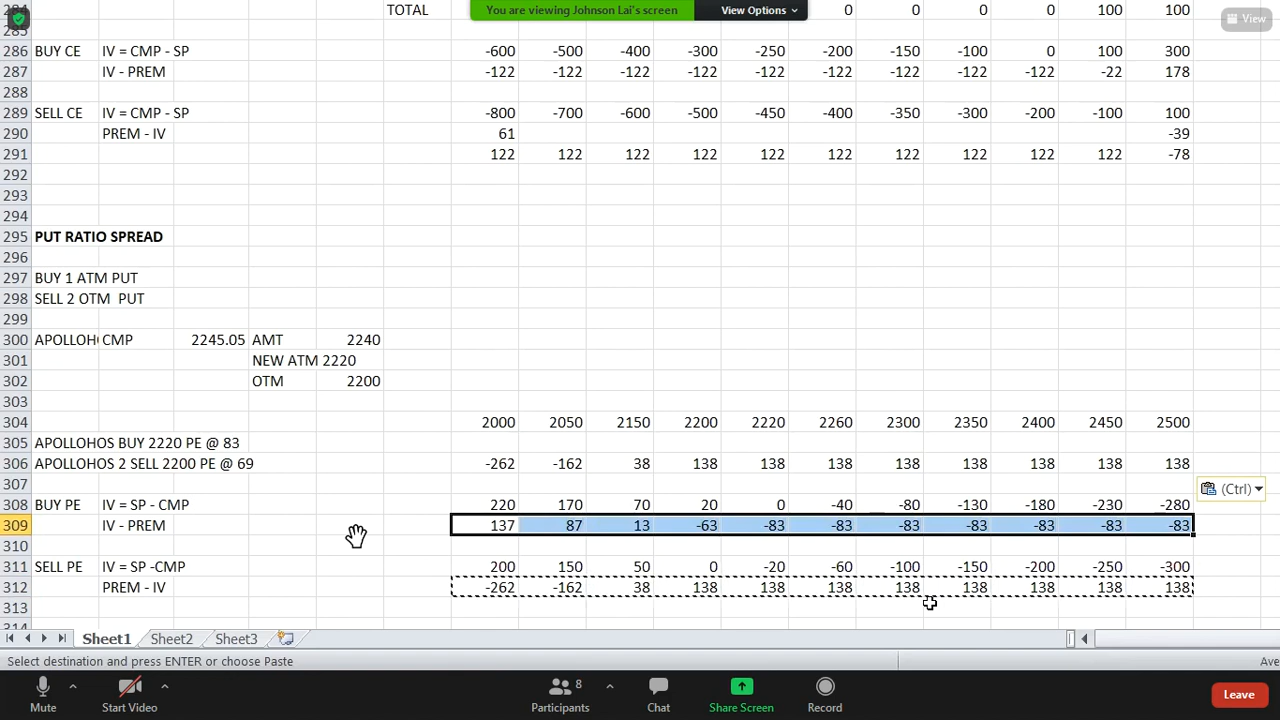 284 TOTAL 0 0 0 0 100 100
You are viewing Johnson Lai's screen View Options
View
285
286 BUY CE IV = CMP - SP -600 -500 -400 -300 -250 -200 -150 -100 0 100 300
287 IV - PREM -122 -122 -122 -122 -122 -122 -122 -122 -122 -22 178
288
289 SELL CE IV = CMP - SP -800 -700 -600 -500 -450 -400 -350 -300 -200 -100 100
290 PREM - IV 61 -39
291 122 122 122 122 122 122 122 122 122 122 -78
292
293
294
295 PUT RATIO SPREAD
296
297 BUY 1 ATM PUT
298 SELL 2 OTM PUT
299
300 APOLLOH CMP 2245.05 AMT 2240
301 NEW ATM 2220
302 OTM 2200
303
304 2000 2050 2150 2200 2220 2260 2300 2350 2400 2450 2500
305 APOLLOHOS BUY 2220 PE @ 83
306 APOLLOHOS 2 SELL 2200 PE @ 69 -262 -162 38 138 138 138 138 138 138 138 138
307
(Ctrl)
308 BUY PE IV = SP - CMP 220 170 70 20 0 -40 -80 -130 -180 -230 -280
309 IV - PREM 137 87 13 -63 -83 -83 -83 -83 -83 -83 -83
310
311 SELL PE IV = SP -CMP 200 150 50 0 -20 -60 -100 -150 -200 -250 -300
312 PREM - IV -262 -162 38 138 138 138 138 138 138 138 138
313
314
Sheet1 Sheet2 Sheet3
Select destination and press ENTER or choose Paste Ave
8
Mute Start Video Participants Chat Share Screen Record Leave